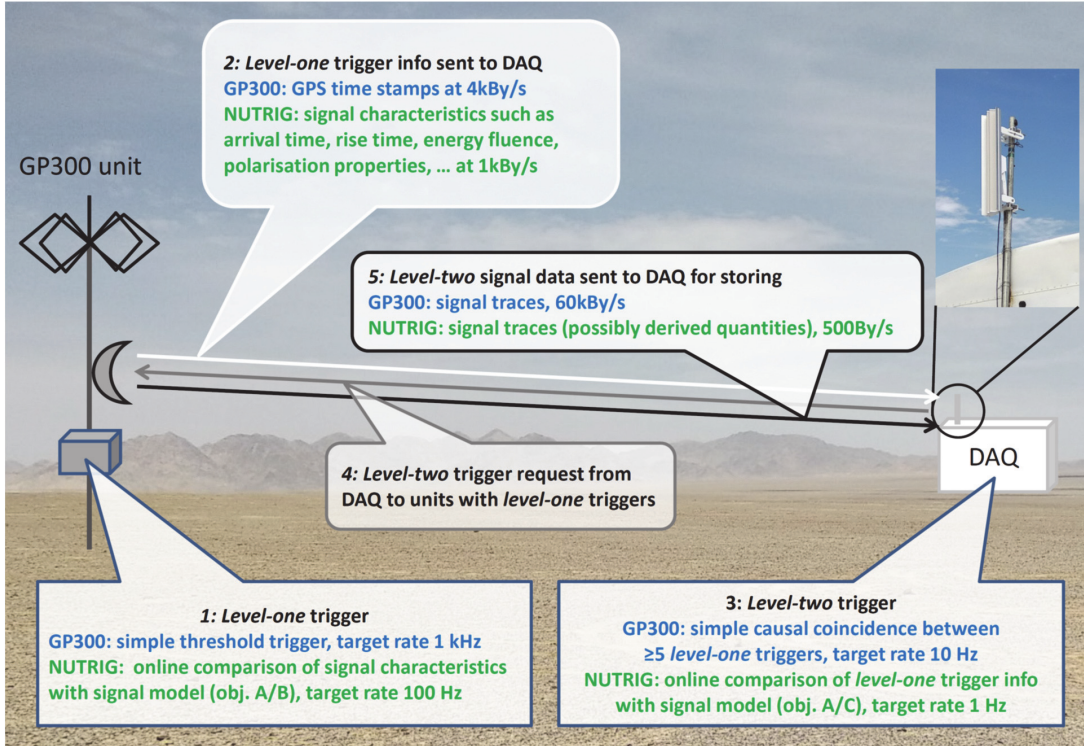 2: Level-one trigger info sent to DAQ
GP300: GPS time stamps at 4kBy/s
NUTRIG: signal characteristics such as
arrival time, rise time, energy fluence,
polarisation properties, ... at 1kBy/s
GP300 unit
5: Level-two signal data sent to DAQ for storing
GP300: signal traces, 60kBy/s
NUTRIG: signal traces (possibly derived quantities), 500By/s
4: Level-two trigger request from
DAQ to units with level-one triggers
DAQ
1: Level-one trigger
GP300: simple threshold trigger, target rate 1 kHz
NUTRIG: online comparison of signal characteristics
with signal model (obj. A/B), target rate 100 Hz
3: Level-two trigger
GP300: simple causal coincidence between
≥5 level-one triggers, target rate 10 Hz
NUTRIG: online comparison of level-one trigger info
with signal model (obj. A/C), target rate 1 Hz